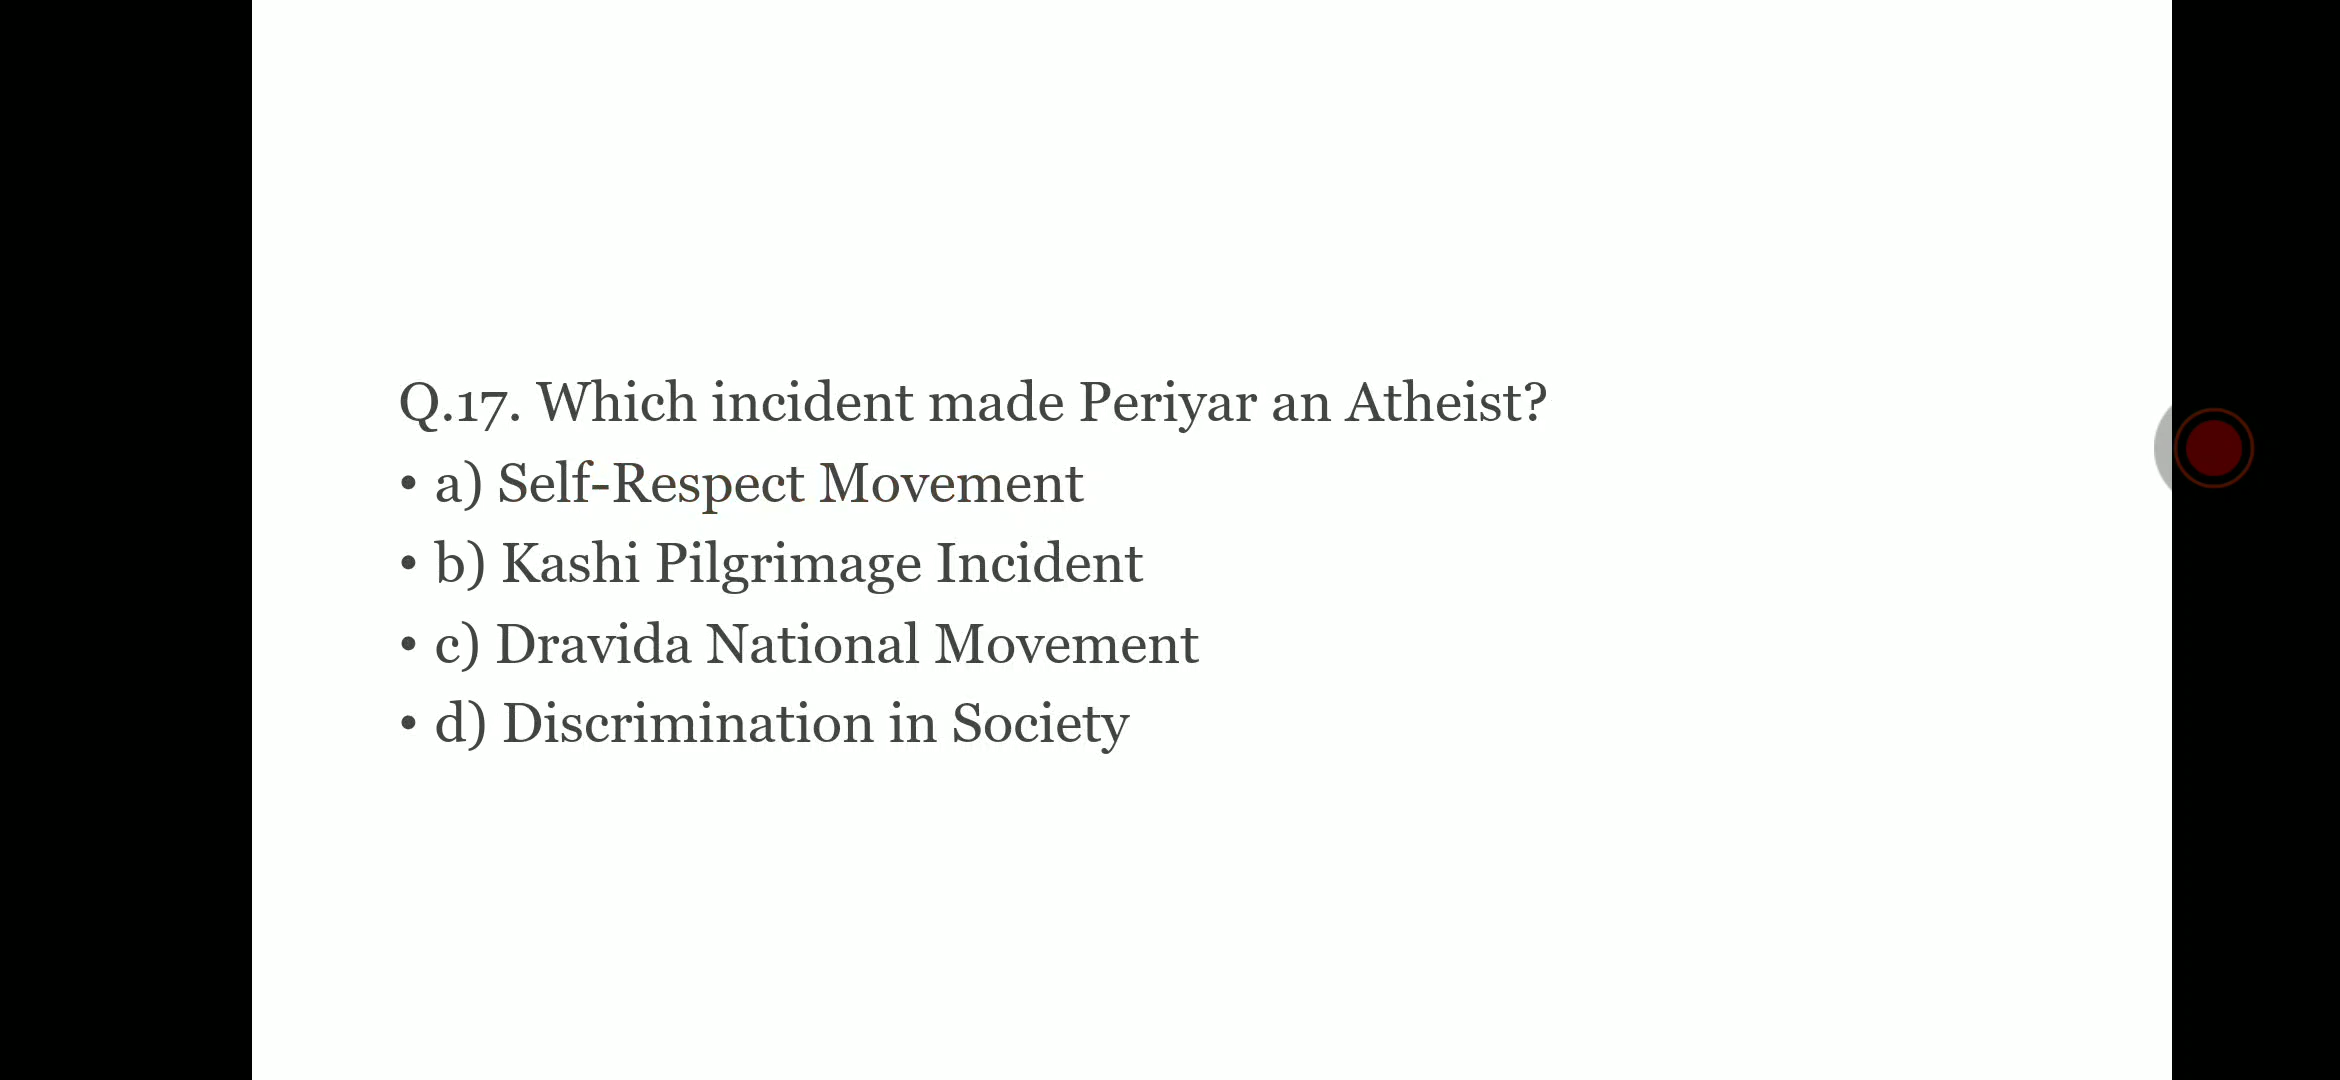 Q.17. Which incident made Periyar an Atheist?
• a) Self-Respect Movement
• b) Kashi Pilgrimage Incident
• c) Dravida National Movement
• d) Discrimination in Society